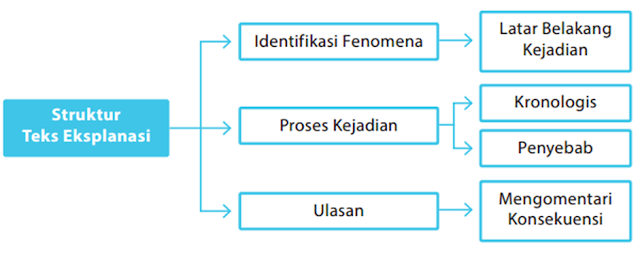 Struktur
Teks Eksplanasi
Identifikasi Fenomena
Latar Belakang
Kejadian
Proses Kejadian
Kronologis
Penyebab
Ulasan
Mengomentari
Konsekuensi